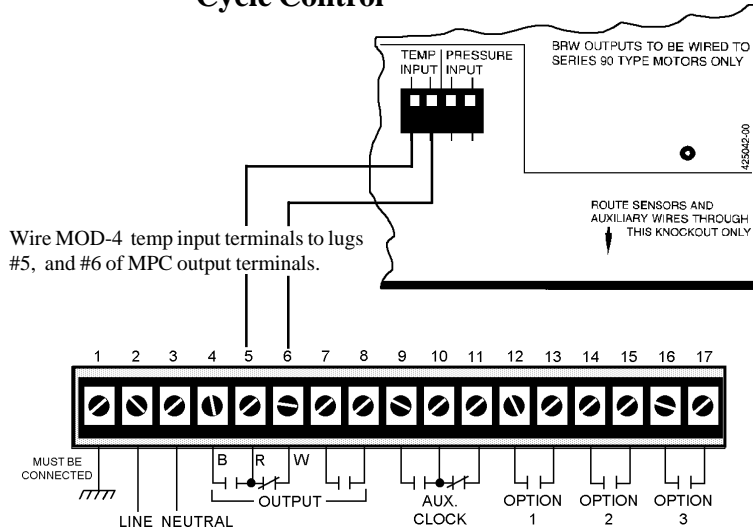 Cycle Control
TEMP PRESSURE
INPUT INPUT
BRW OUTPUTS TO BE WIRED TO
SERIES 90 TYPE MOTORS ONLY
425042-00
ROUTE SENSORS AND
AUXILIARY WIRES THROUGH
THIS KNOCKOUT ONLY
Wire MOD-4 temp input terminals to lugs
#5, and #6 of MPC output terminals.
1 2 3 4 5 6 7 8 9 10 11 12 13 14 15 16 17
MUST BE
CONNECTED
B R W
LINE NEUTRAL
OUTPUT
AUX.
CLOCK
OPTION
1
OPTION
2
OPTION
3